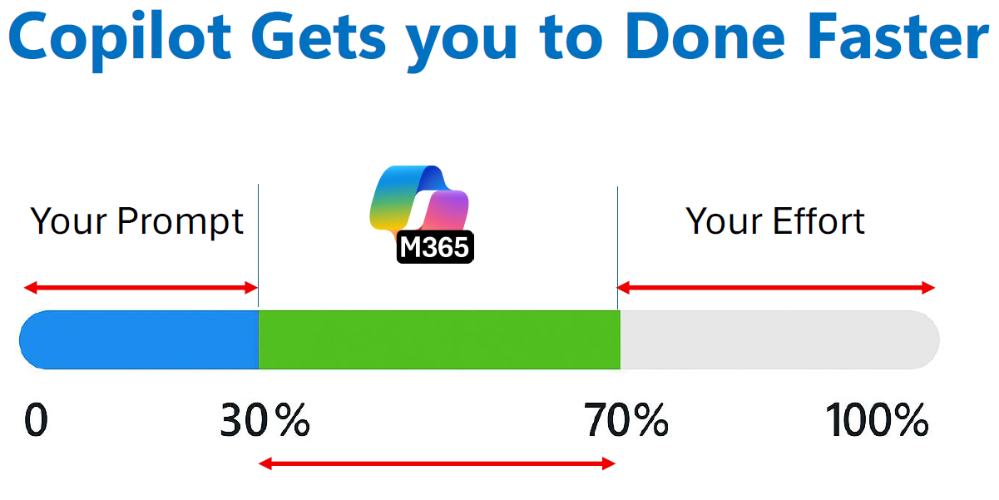 Copilot Gets you to Done Faster
Your Prompt
M365
Your Effort
0
30%
70%
100%